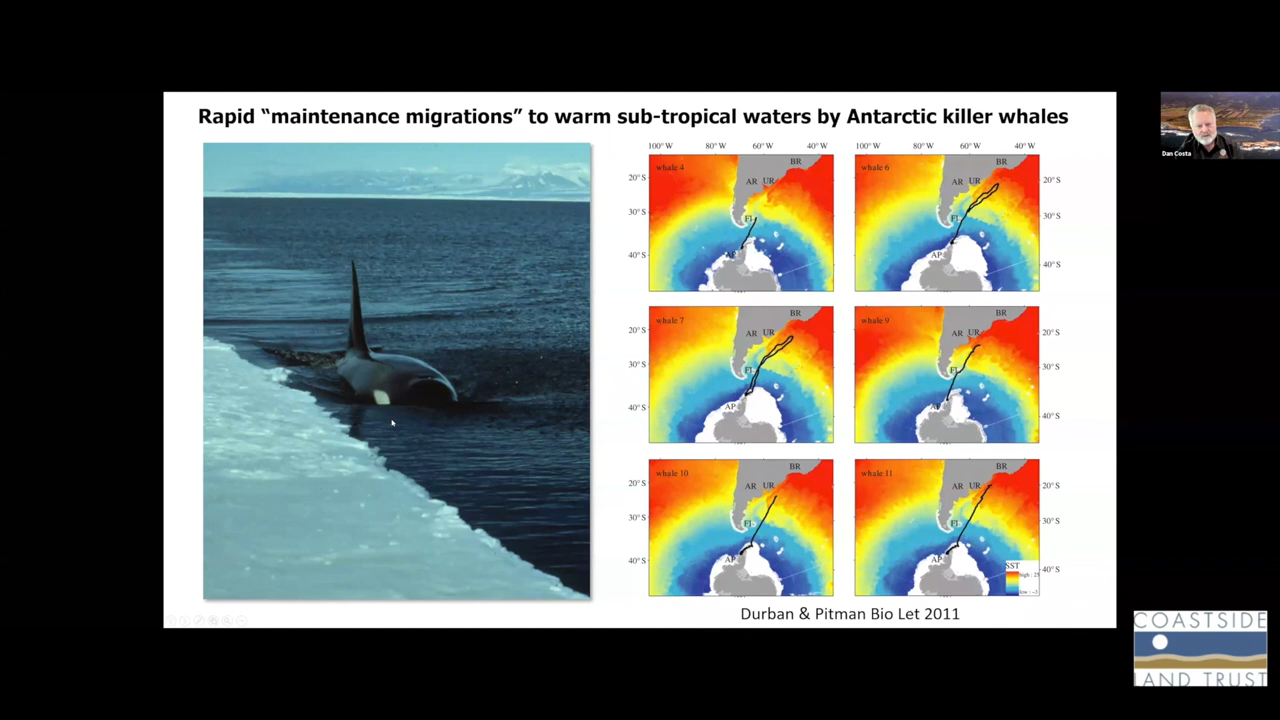 Rapid “maintenance migrations” to warm sub-tropical waters by Antarctic killer whales
Dan Costa
100° W 80° W 60° W 40° W
100° W 80° W 60° W 40° W
whale 4
BR
AR UR
FI
AP
20° S
30° S
40° S
whale 6
BR
AR UR
FI
AP
20° S
30° S
40° S
whale 7
BR
AR UR
FI
AP
20° S
30° S
40° S
whale 9
BR
AR UR
FI
20° S
30° S
40° S
whale 10
BR
AR UR
FI
AP
20° S
30° S
40° S
whale 11
BR
AR UR
FI
AP
20° S
30° S
40° S
SST
high : 25
low : -3
Durban & Pitman Bio Let 2011
COASTSIDE
LAND TRUST